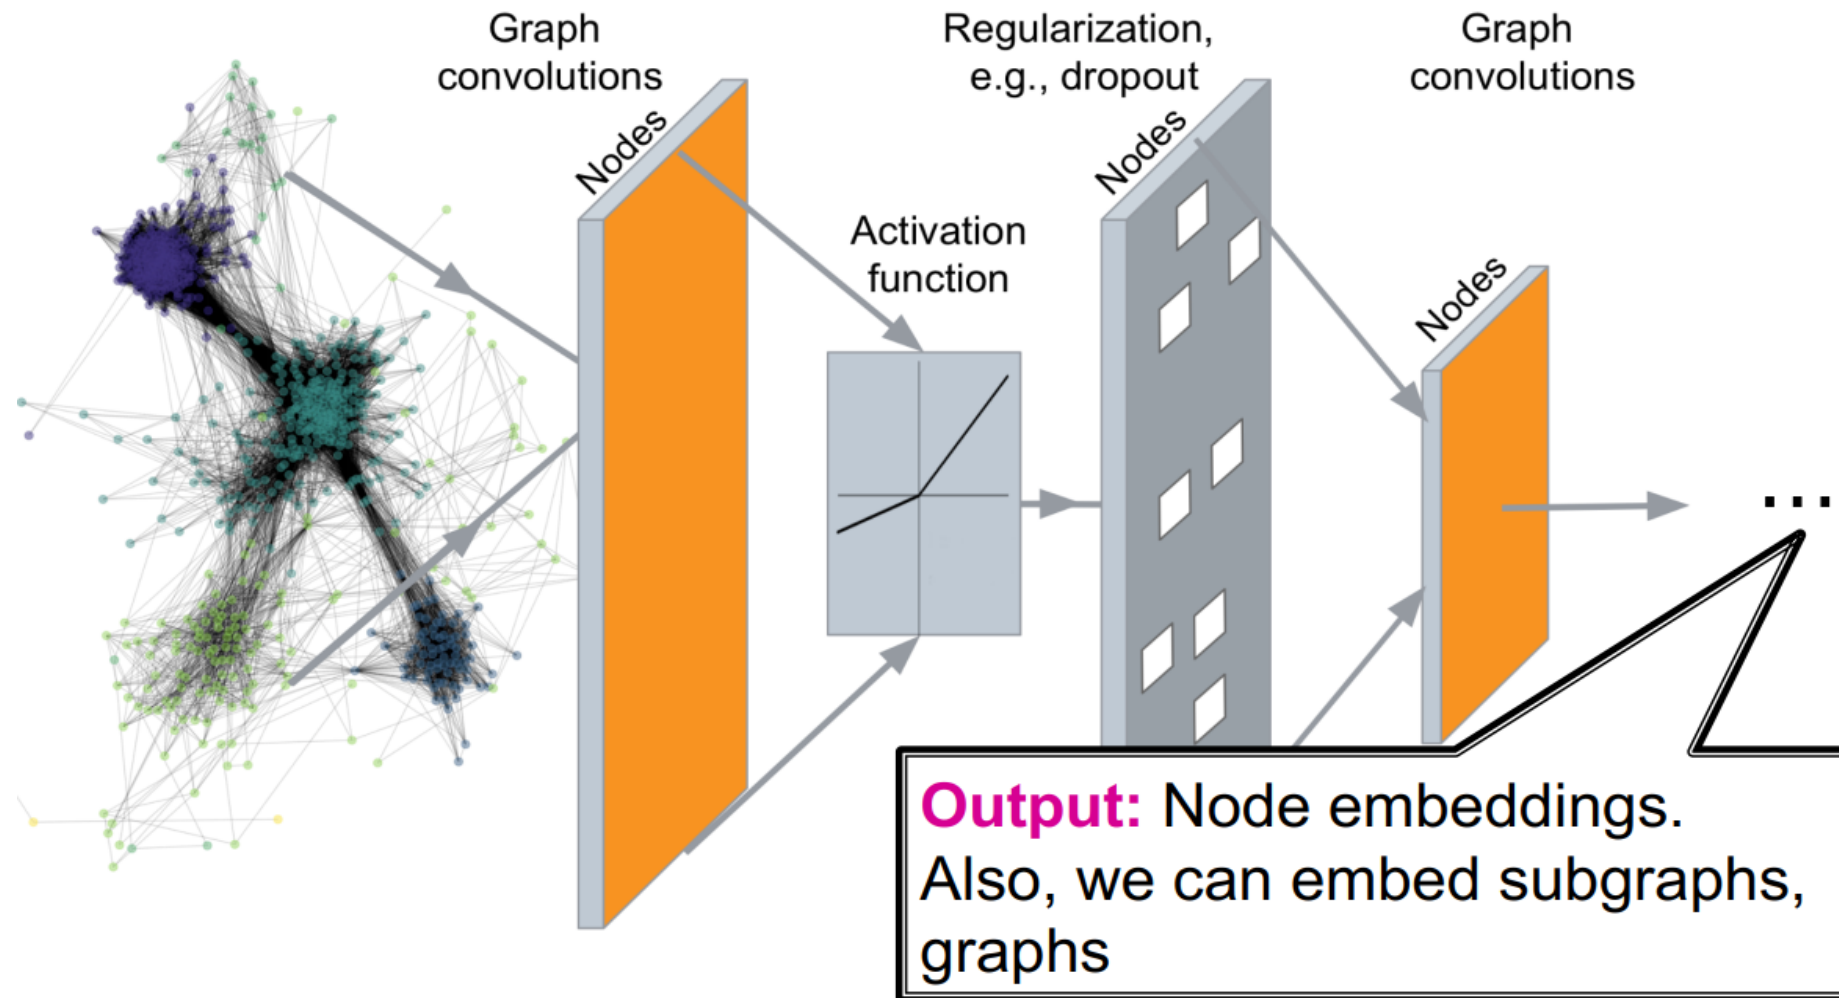 Graph
convolutions
Regularization,
e.g., dropout
Graph
convolutions
Nodes
Nodes
Activation
function
Nodes
...
Output: Node embeddings.
Also, we can embed subgraphs,
graphs